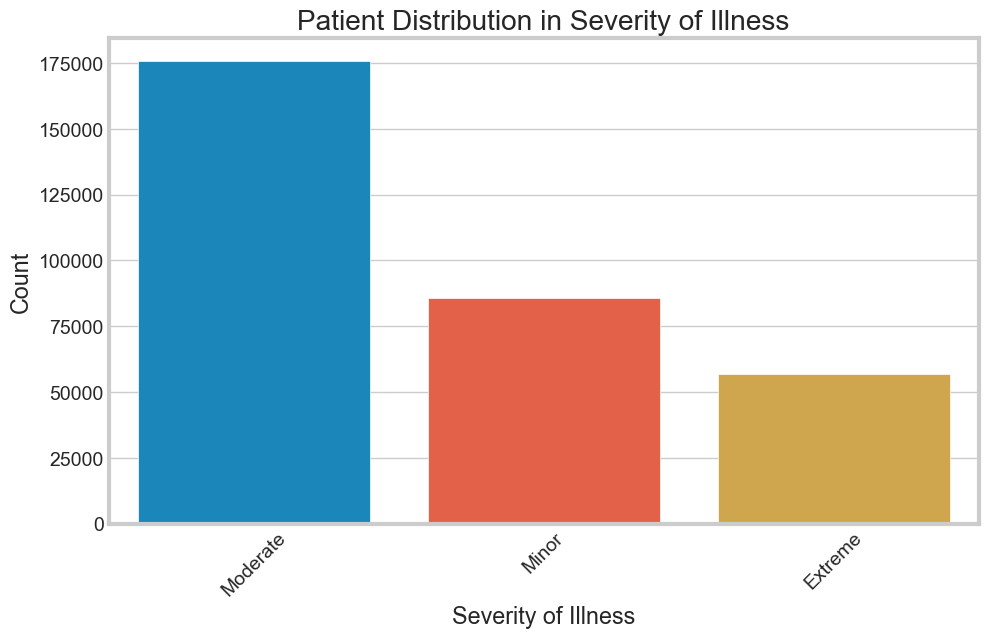 Patient Distribution in Severity of Illness
175000
150000
125000
100000
75000
50000
25000
0
Count
Moderate
Minor
Extreme
Severity of Illness